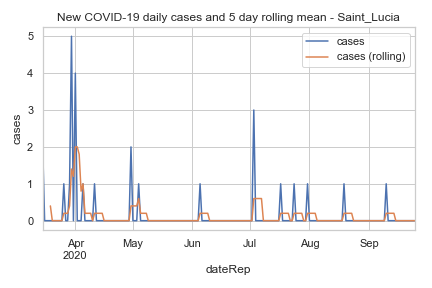 New COVID-19 daily cases and 5 day rolling mean - Saint_Lucia
cases
cases (rolling)
5
4
3
2
1
0
cases
Apr May Jun Jul Aug Sep
2020
dateRep